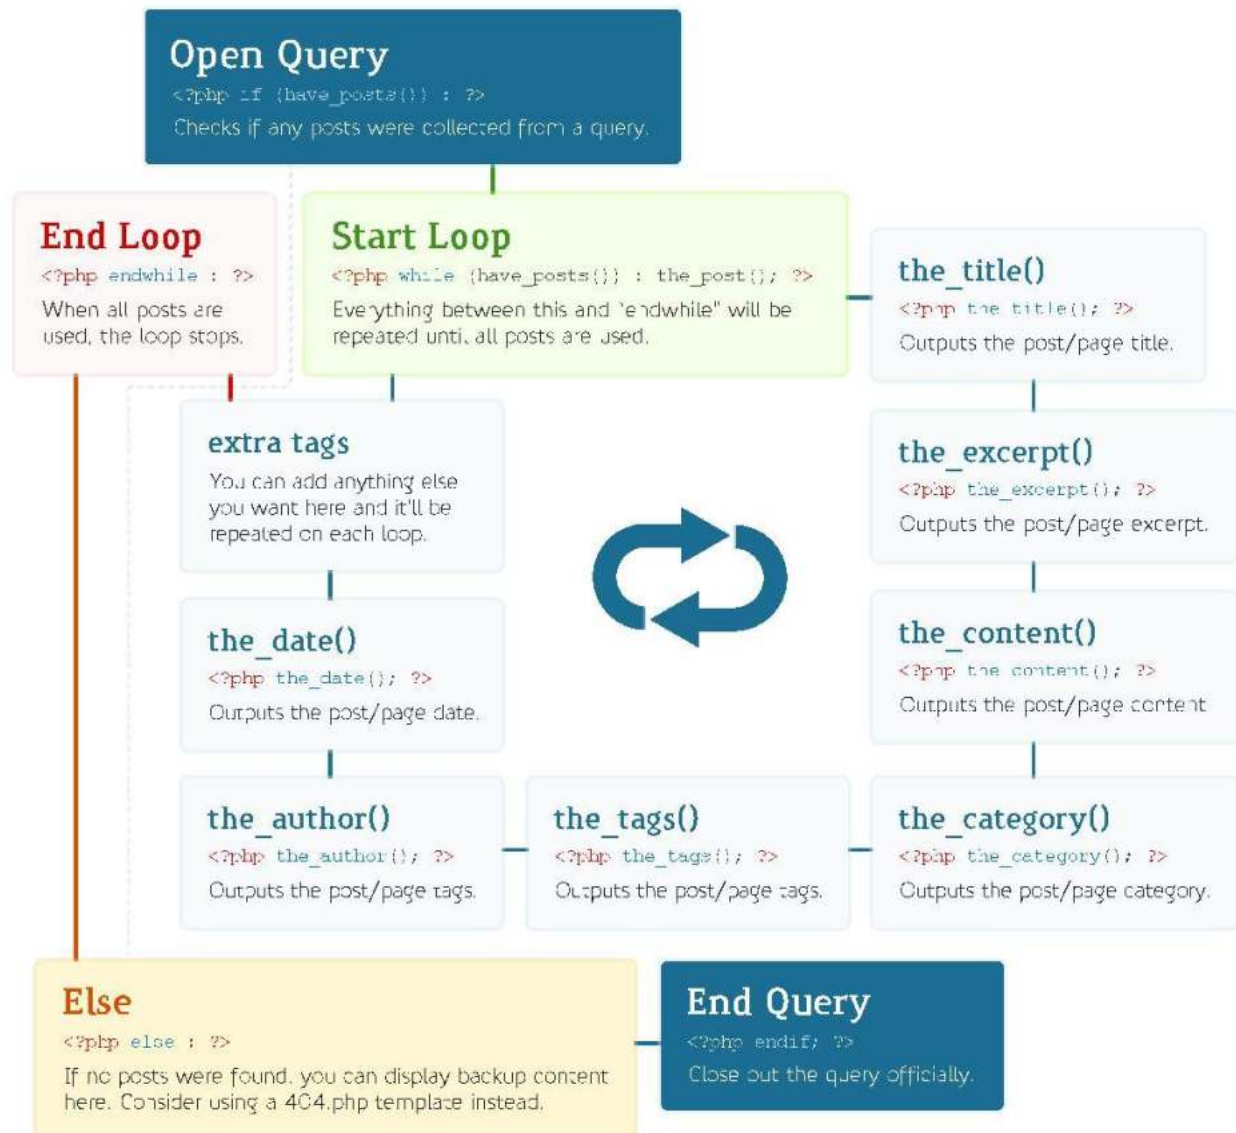 Open Query
<?php if (have_posts()) : ?>
Checks if any posts were collected from a query.
End Loop
<?php endwhile : ?>
When all posts are
used, the loop stops.
Start Loop
<?php while (have_posts()) : the_post(); ?>
Everything between this and "endwhile" will be
repeated until all posts are used.
the_title()
<?php the title(); ?>
Outputs the post/page title.
the_excerpt()
<?php the_excerpt(); ?>
Outputs the post/page excerpt.
the_content()
<?php the content(); ?>
Outputs the post/page content
the_category()
<?php the_category(); ?>
Outputs the post/page category.
the_tags()
<?php the_tags(); ?>
Outputs the post/page tags.
the_author()
<?php the_author(); ?>
Outputs the post/page tags.
the_date()
<?php the_date(); ?>
Outputs the post/page date.
extra tags
You can add anything else
you want here and it'll be
repeated on each loop.
Else
<?php else : ?>
If no posts were found, you can display backup content
here. Consider using a 404.php template instead.
End Query
<?php endif; ?>
Close out the query officially.